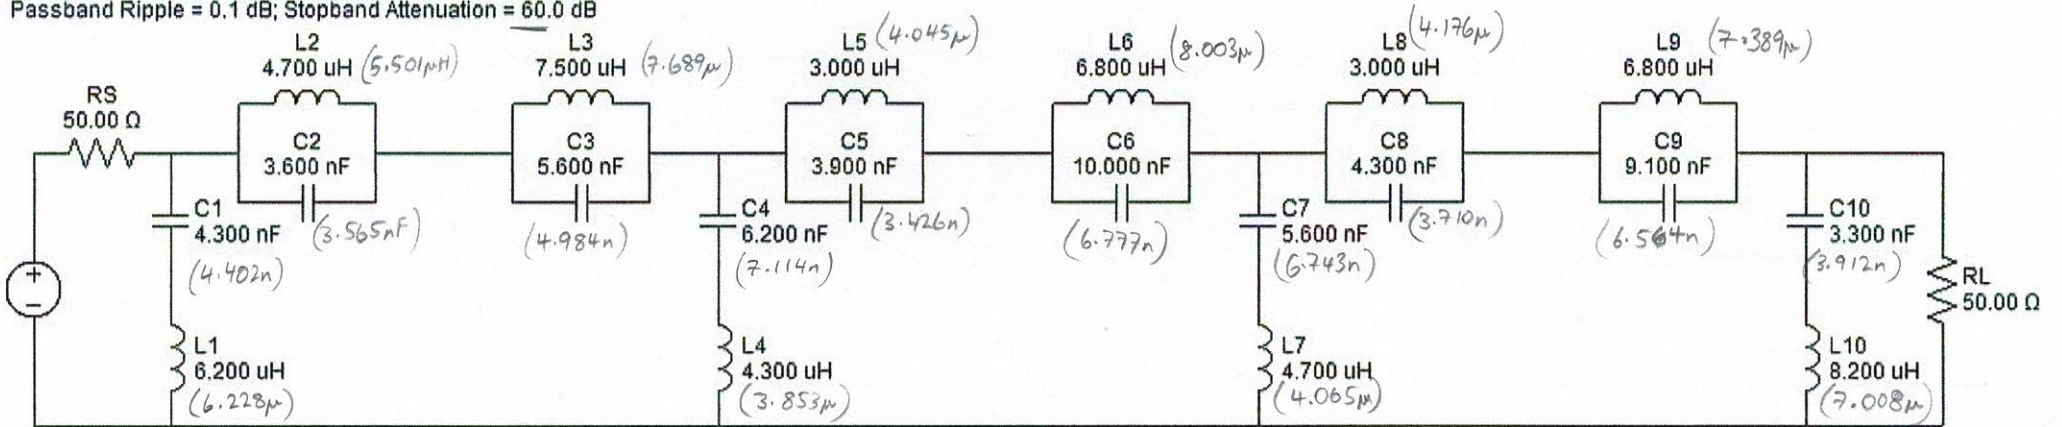 Passband Ripple = 0.1 dB; Stopband Attenuation = 60.0 dB
RS
50.00 Ω
L2
4.700 uH (5.501μH)
C2
3.600 nF
(3.565nF)
L3
7.500 uH (7.689μ)
C3
5.600 nF
(4.984n)
L5 (4.045μ)
3.000 uH
C5
3.900 nF
(3.426n)
L6
6.800 uH (8.003μ)
C6
10.000 nF
(6.777n)
L8 (4.176μ)
3.000 uH
C8
4.300 nF
(3.710n)
L9 (7.389μ)
6.800 uH
C9
9.100 nF
(6.564n)
C1
4.300 nF
(4.402n)
C4
6.200 nF
(7.114n)
C7
5.600 nF
(6.743n)
C10
3.300 nF
(3.912n)
RL
50.00 Ω
L1
6.200 uH
(6.228μ)
L4
4.300 uH
(3.853μ)
L7
4.700 uH
(4.065μ)
L10
8.200 uH
(7.008μ)